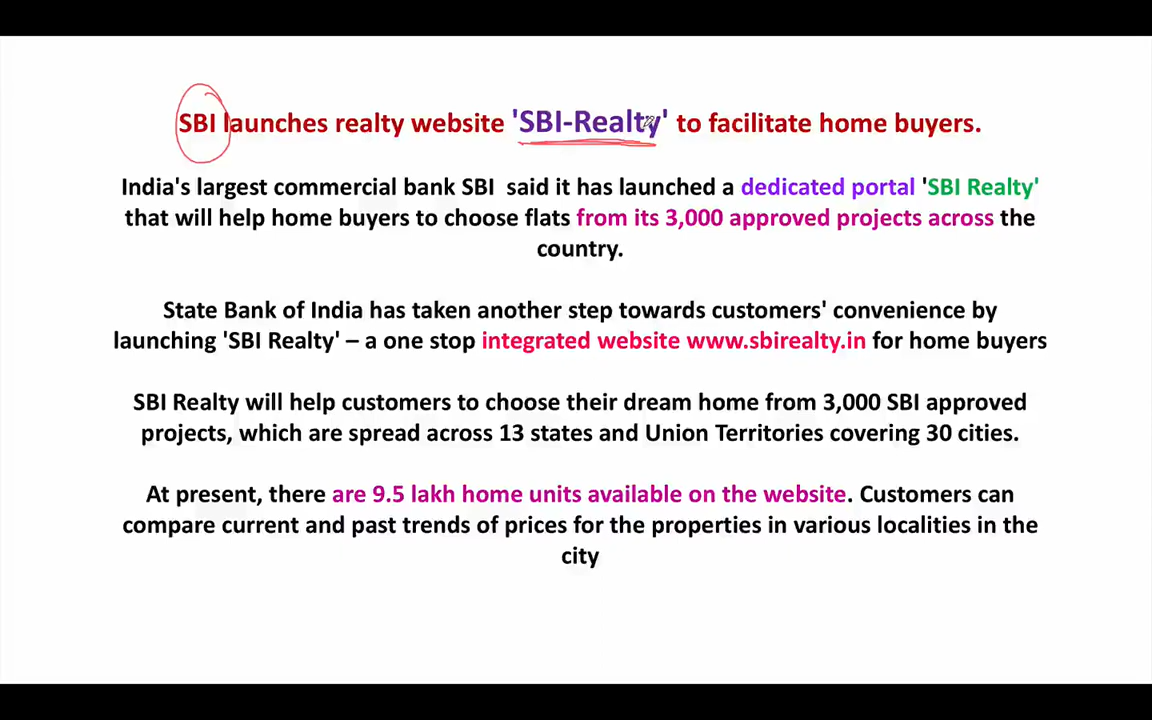 SBI launches realty website 'SBI-Realty' to facilitate home buyers.
India's largest commercial bank SBI said it has launched a dedicated portal 'SBI Realty'
that will help home buyers to choose flats from its 3,000 approved projects across the
country.
State Bank of India has taken another step towards customers' convenience by
launching 'SBI Realty' – a one stop integrated website www.sbirealty.in for home buyers
SBI Realty will help customers to choose their dream home from 3,000 SBI approved
projects, which are spread across 13 states and Union Territories covering 30 cities.
At present, there are 9.5 lakh home units available on the website. Customers can
compare current and past trends of prices for the properties in various localities in the
city